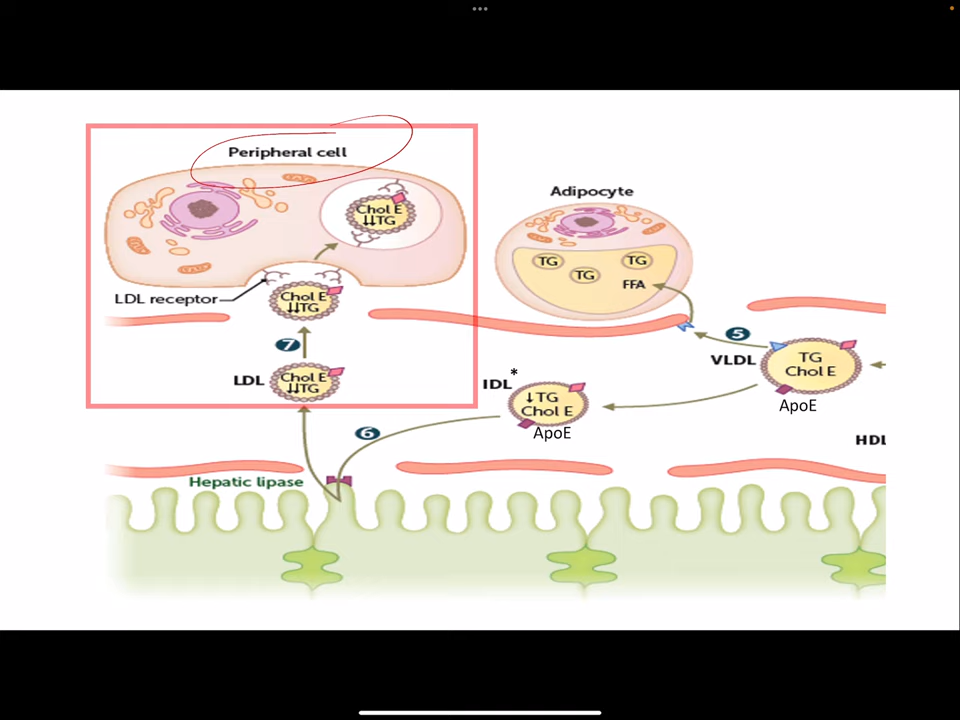 Peripheral cell
Chol E
↓↓TG
Adipocyte
TG
TG
TG
FFA
LDL receptor
Chol E
↓↓TG
7
5
VLDL
TG
Chol E
ApoE
LDL
Chol E
↓↓TG
IDL*
↓TG
Chol E
ApoE
6
HDL
Hepatic lipase